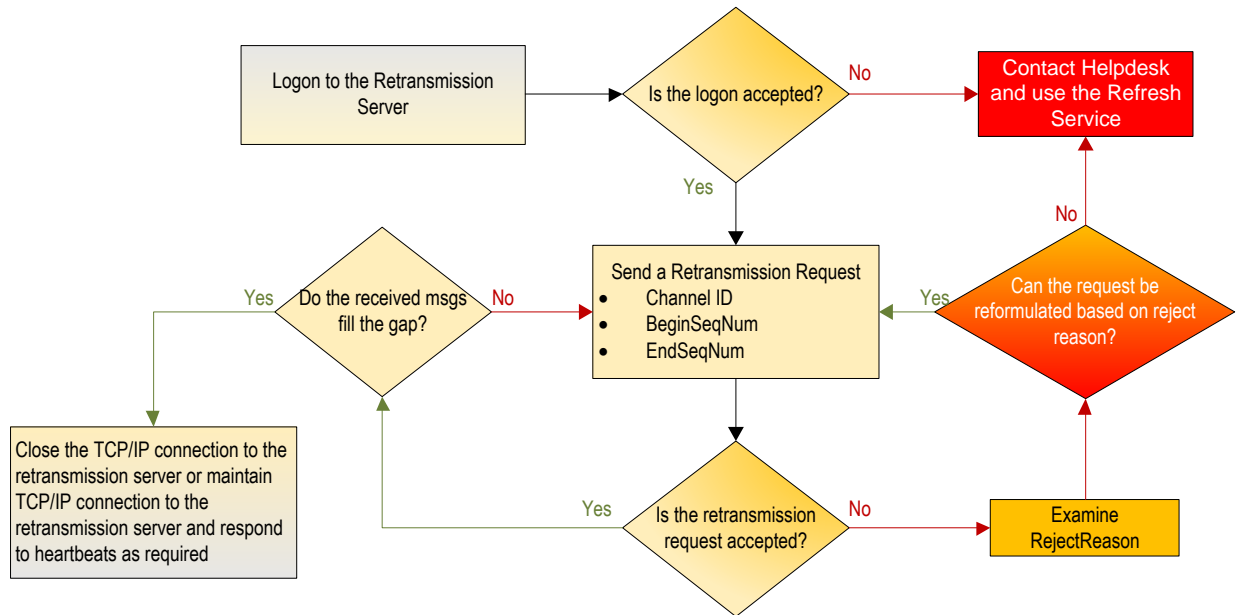 Logon to the Retransmission
Server
Is the logon accepted?
No
Contact Helpdesk
and use the Refresh
Service
Yes
No
Send a Retransmission Request
• Channel ID
• BeginSeqNum
• EndSeqNum
Yes
Do the received msgs
fill the gap?
No
Yes
Can the request be
reformulated based on reject
reason?
Close the TCP/IP connection to the
retransmission server or maintain
TCP/IP connection to the
retransmission server and respond
to heartbeats as required
Yes
Is the retransmission
request accepted?
No
Examine
RejectReason